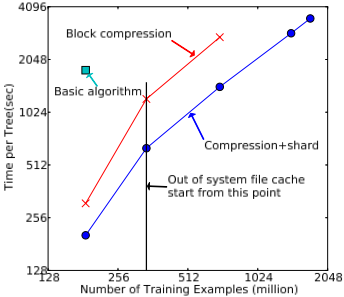 4096
2048
1024
512
256
128
Time per Tree(sec)
Block compression
Basic algorithm
Compression+shard
Out of system file cache
start from this point
128
256
512
1024
2048
Number of Training Examples (million)